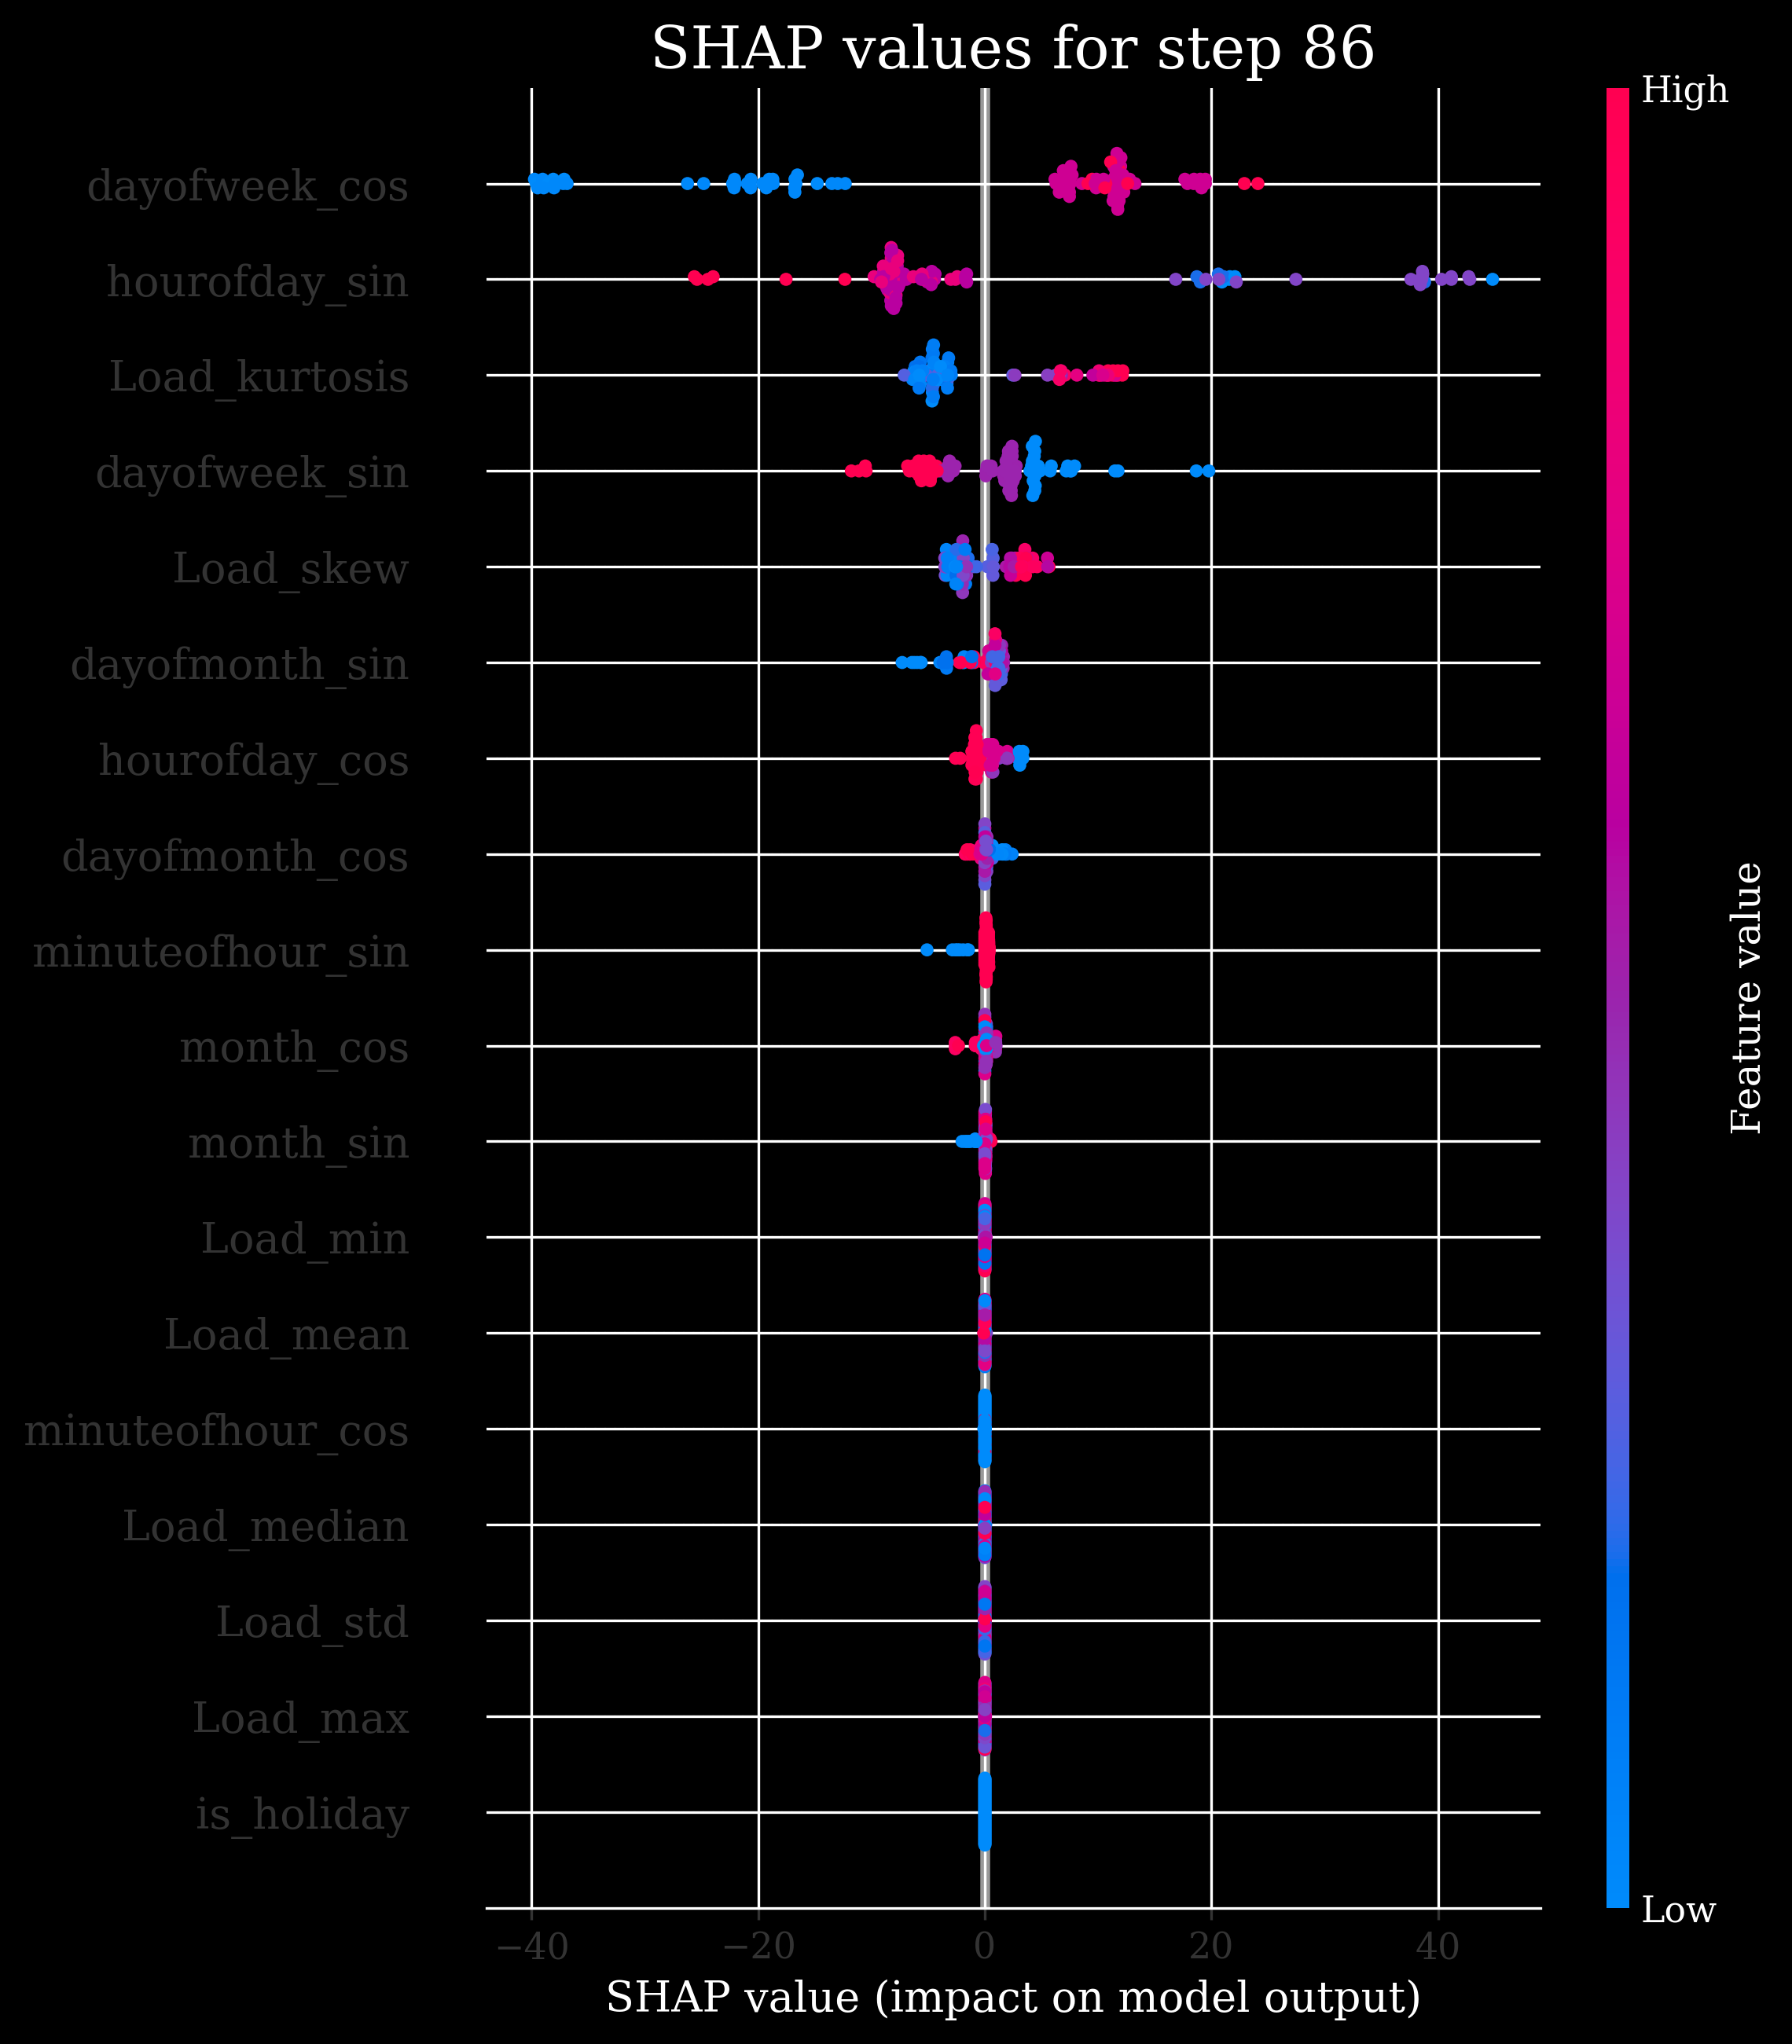 SHAP values for step 86
High
dayofweek_cos
hourofday_sin
Load_kurtosis
dayofweek_sin
Load_skew
dayofmonth_sin
hourofday_cos
dayofmonth_cos
minuteofhour_sin
month_cos
month_sin
Load_min
Load_mean
minuteofhour_cos
Load_median
Load_std
Load_max
is_holiday
Feature value
Low
−40 −20 0 20 40
SHAP value (impact on model output)